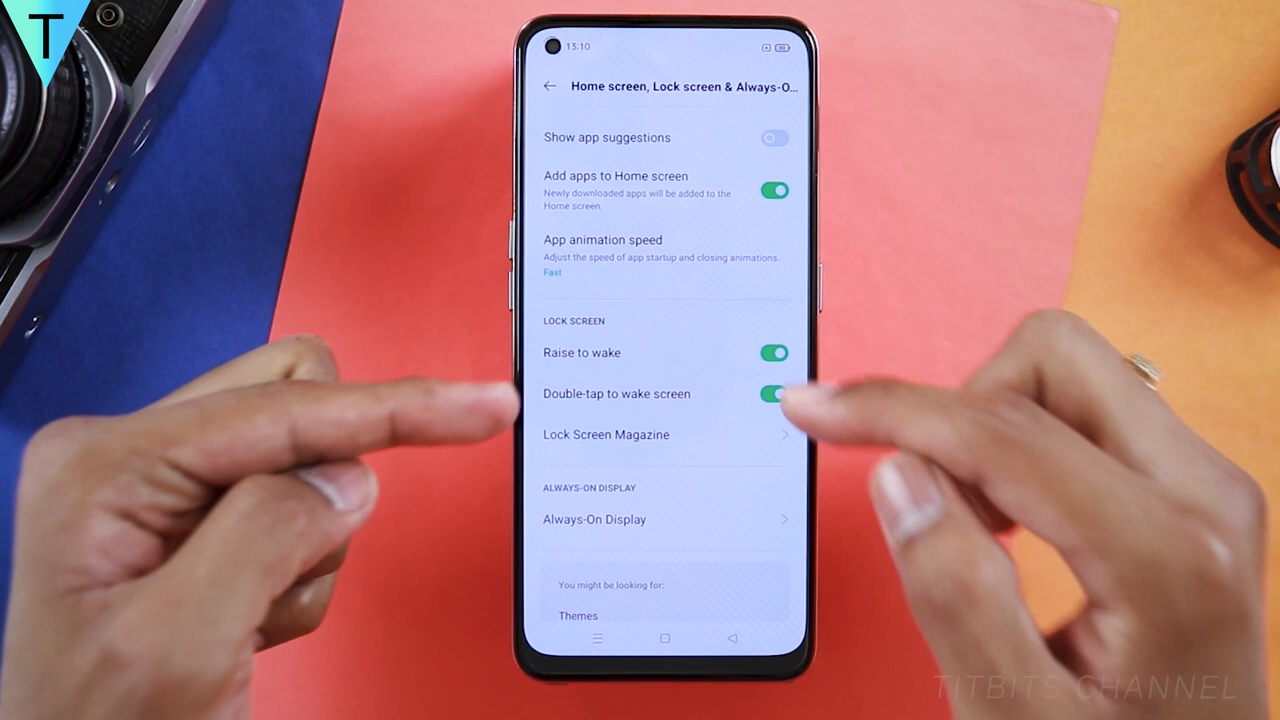 T
13:10
Home screen, Lock screen & Always-O...
Show app suggestions
Add apps to Home screen
Newly downloaded apps will be added to the
Home screen.
App animation speed
Adjust the speed of app startup and closing animations.
Fast
LOCK SCREEN
Raise to wake
Double-tap to wake screen
Lock Screen Magazine
ALWAYS-ON DISPLAY
Always-On Display
You might be looking for:
Themes
TITBITS CHANNEL